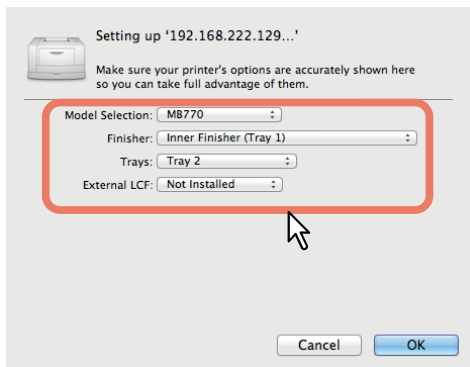 Setting up ‘192.168.222.129...’
Make sure your printer's options are accurately shown here
so you can take full advantage of them.
Model Selection: MB770
Finisher: Inner Finisher (Tray 1)
Trays: Tray 2
External LCF: Not Installed
Cancel OK